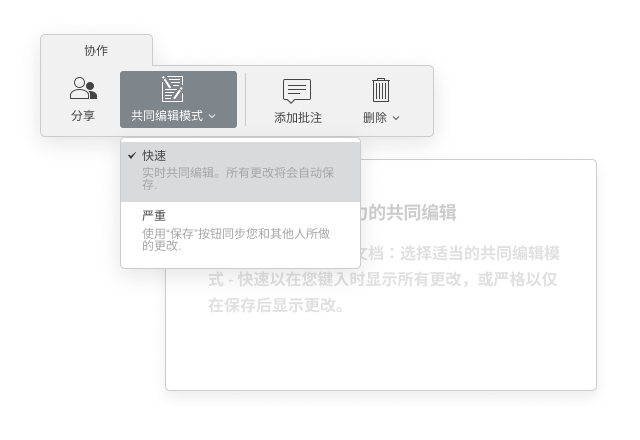 协作
分享
共同编辑模式
添加批注
删除
快速
实时共同编辑。所有更改将会自动保
存.
严重
使用“保存”按钮同步您和其他人所做
的更改.
的共同编辑
文档：选择适当的共同编辑模
式 - 快速以在您键入时显示所有更改，或严格以仅
在保存后显示更改。